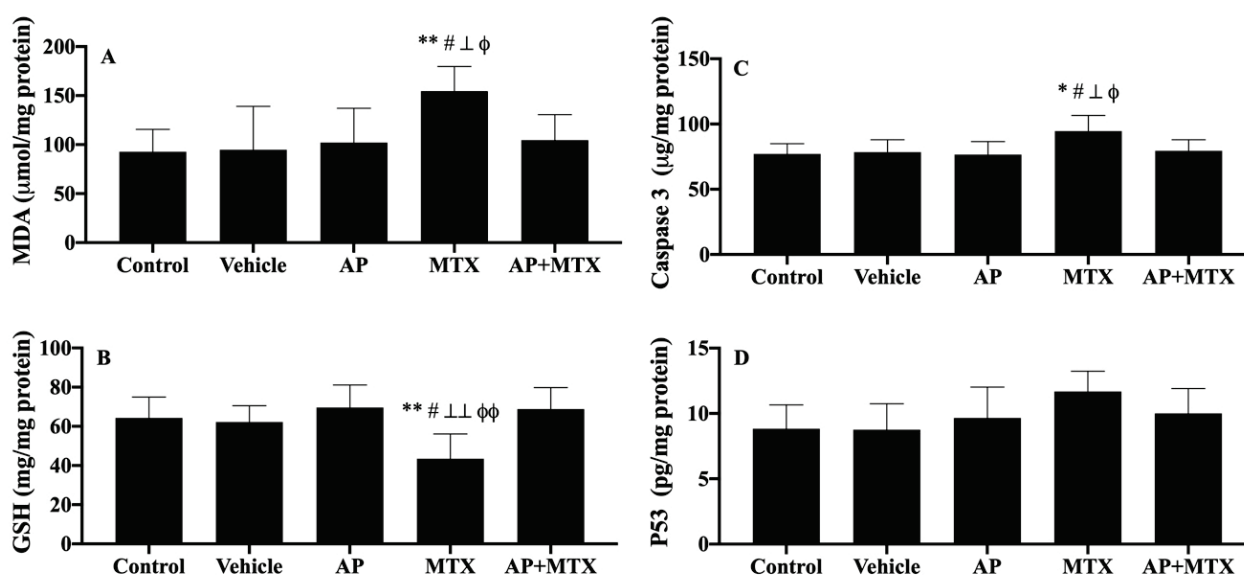 A
MDA (μmol/mg protein)
200
150
100
50
0
** # ⊥ ϕ
Control Vehicle AP MTX AP+MTX
C
Caspase 3 (μg/mg protein)
150
100
50
0
* # ⊥ ϕ
Control Vehicle AP MTX AP+MTX
B
GSH (mg/mg protein)
100
80
60
40
20
0
** # ⊥⊥ ϕϕ
Control Vehicle AP MTX AP+MTX
D
P53 (pg/mg protein)
15
10
5
0
Control Vehicle AP MTX AP+MTX